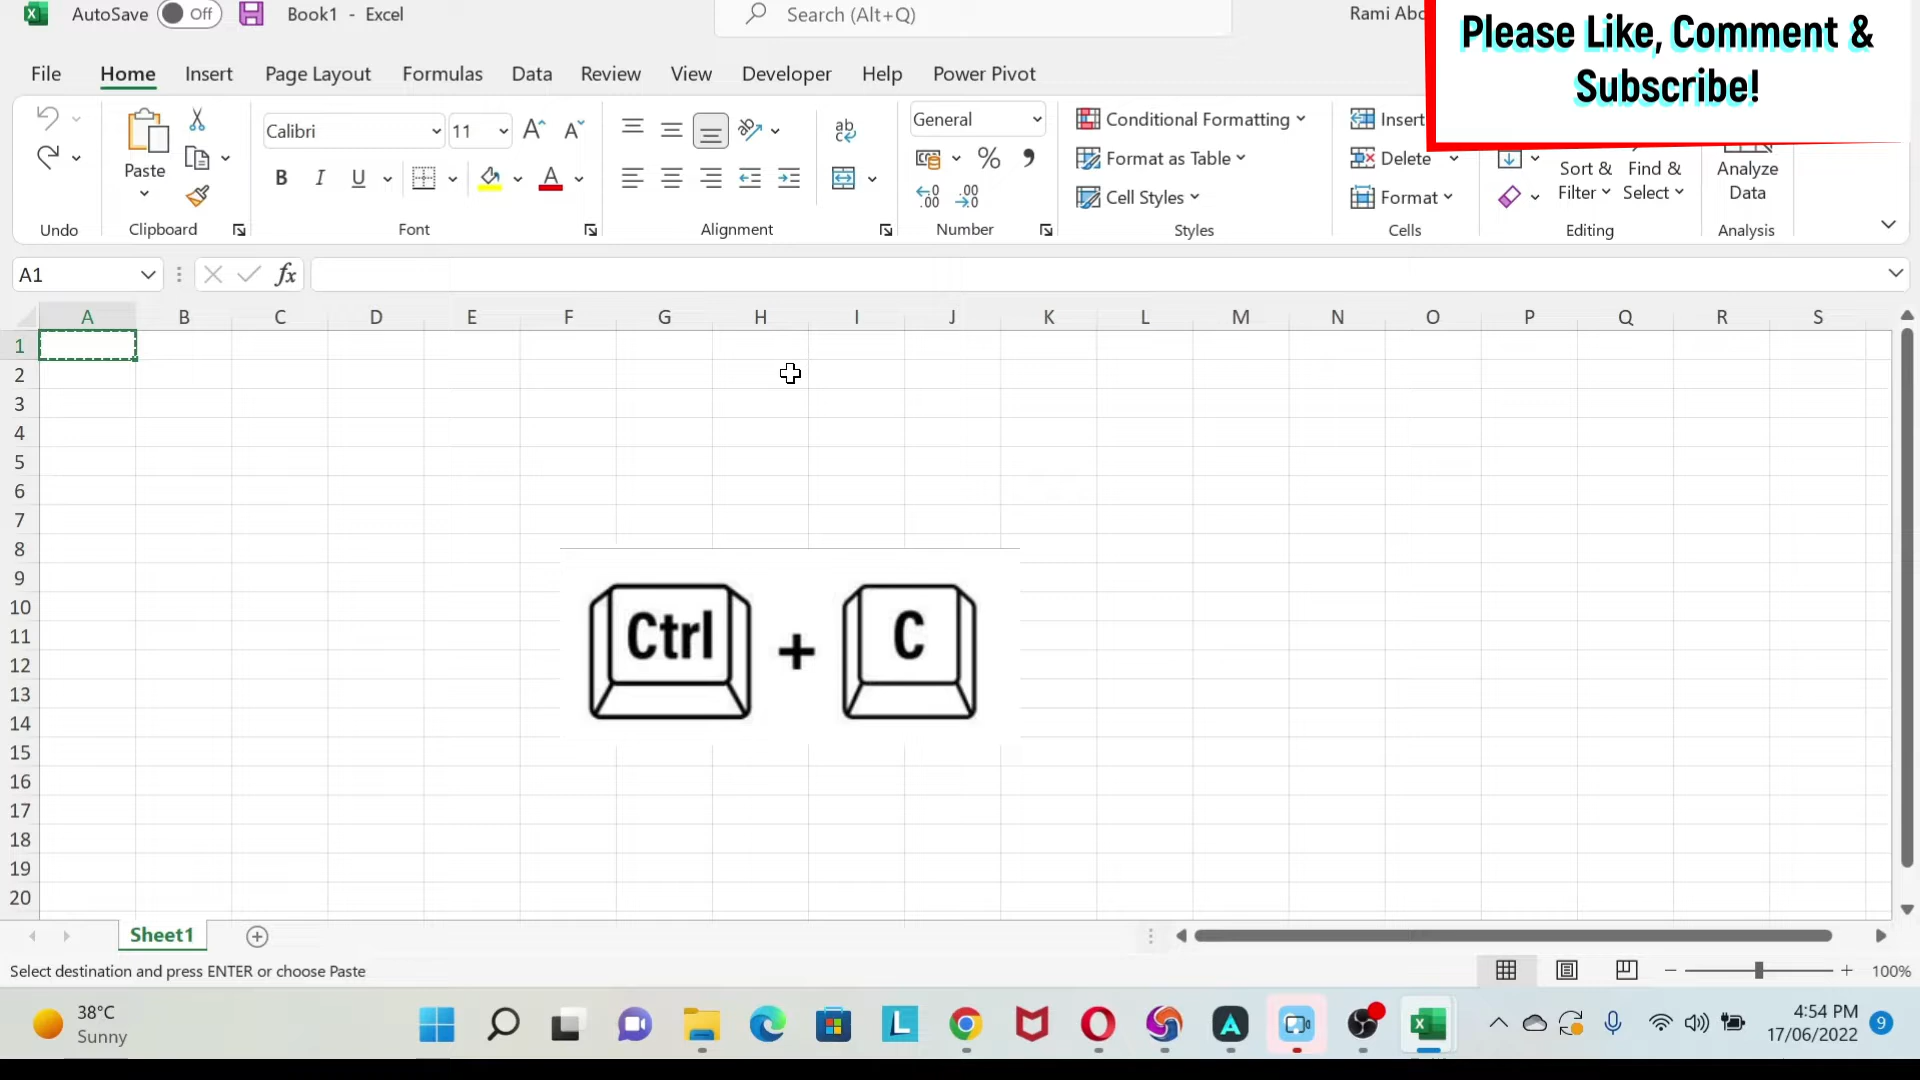 AutoSave Off Book1 - Excel Search (Alt+Q) Rami
Please Like, Comment &
Subscribe!
File Home Insert Page Layout Formulas Data Review View Developer Help Power Pivot
Calibri 11 General Conditional Formatting Insert
Paste Format as Table Delete Sort & Find & Analyze
B I U Cell Styles Format Filter Select Data
Undo Clipboard Font Alignment Number Styles Cells Editing Analysis
A1 fx
A B C D E F G H I J K L M N O P Q R S
1
2
3
4
5
6
7
8
9
10
11
12
13
14
15
16
17
18
19
20
Ctrl + C
Sheet1
Select destination and press ENTER or choose Paste 100%
38°C
Sunny
4:54 PM
17/06/2022 9